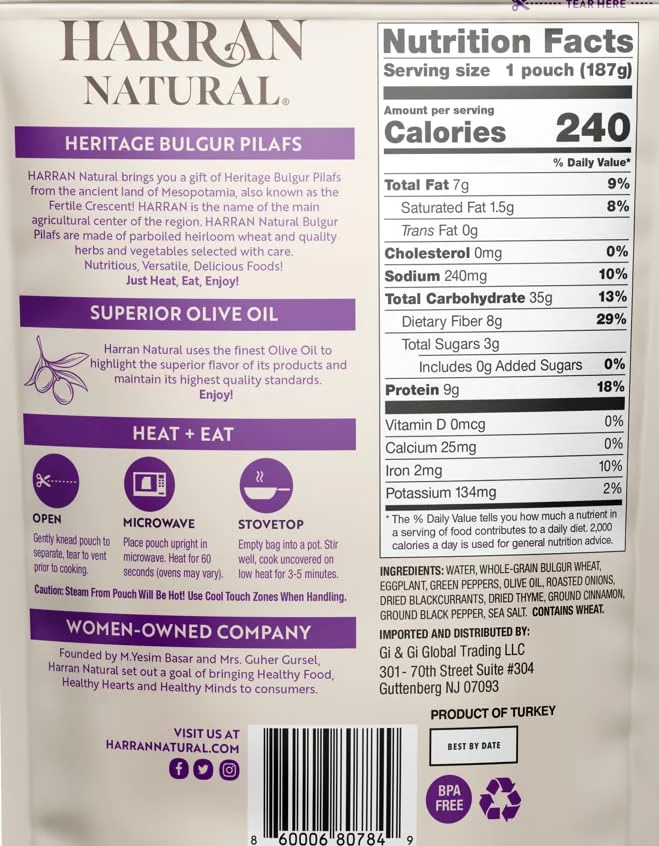 TEAR HERE
HARRAN
NATURAL®
HERITAGE BULGUR PILAFS
HARRAN Natural brings you a gift of Heritage Bulgur Pilafs
from the ancient land of Mesopotamia, also known as the
Fertile Crescent! HARRAN is the name of the main
agricultural center of the region. HARRAN Natural Bulgur
Pilafs are made of parboiled heirloom wheat and quality
herbs and vegetables selected with care.
Nutritious, Versatile, Delicious Foods!
Just Heat, Eat, Enjoy!
SUPERIOR OLIVE OIL
Harran Natural uses the finest Olive Oil to
highlight the superior flavor of its products and
maintain its highest quality standards.
Enjoy!
HEAT + EAT
OPEN
Gently knead pouch to
separate, tear to vent
prior to cooking.
MICROWAVE
Place pouch upright in
microwave. Heat for 60
seconds (ovens may vary).
STOVETOP
Empty bag into a pot. Stir
well, cook uncovered on
low heat for 3-5 minutes.
Caution: Steam From Pouch Will Be Hot! Use Cool Touch Zones When Handling.
WOMEN-OWNED COMPANY
Founded by M.Yesim Basar and Mrs. Guher Gursel,
Harran Natural set out a goal of bringing Healthy Food,
Healthy Hearts and Healthy Minds to consumers.
VISIT US AT
HARRANNATURAL.COM
Nutrition Facts
Serving size 1 pouch (187g)
Amount per serving
Calories 240
% Daily Value*
Total Fat 7g 9%
Saturated Fat 1.5g 8%
Trans Fat 0g
Cholesterol 0mg 0%
Sodium 240mg 10%
Total Carbohydrate 35g 13%
Dietary Fiber 8g 29%
Total Sugars 3g
Includes 0g Added Sugars 0%
Protein 9g 18%
Vitamin D 0mcg 0%
Calcium 25mg 0%
Iron 2mg 10%
Potassium 134mg 2%
* The % Daily Value tells you how much a nutrient in
a serving of food contributes to a daily diet. 2,000
calories a day is used for general nutrition advice.
INGREDIENTS: WATER, WHOLE-GRAIN BULGUR WHEAT,
EGGPLANT, GREEN PEPPERS, OLIVE OIL, ROASTED ONIONS,
DRIED BLACKCURRANTS, DRIED THYME, GROUND CINNAMON,
GROUND BLACK PEPPER, SEA SALT. CONTAINS WHEAT.
IMPORTED AND DISTRIBUTED BY:
Gi & Gi Global Trading LLC
301- 70th Street Suite #304
Guttenberg NJ 07093
PRODUCT OF TURKEY
BEST BY DATE
BPA
FREE
8 60006 80784 9